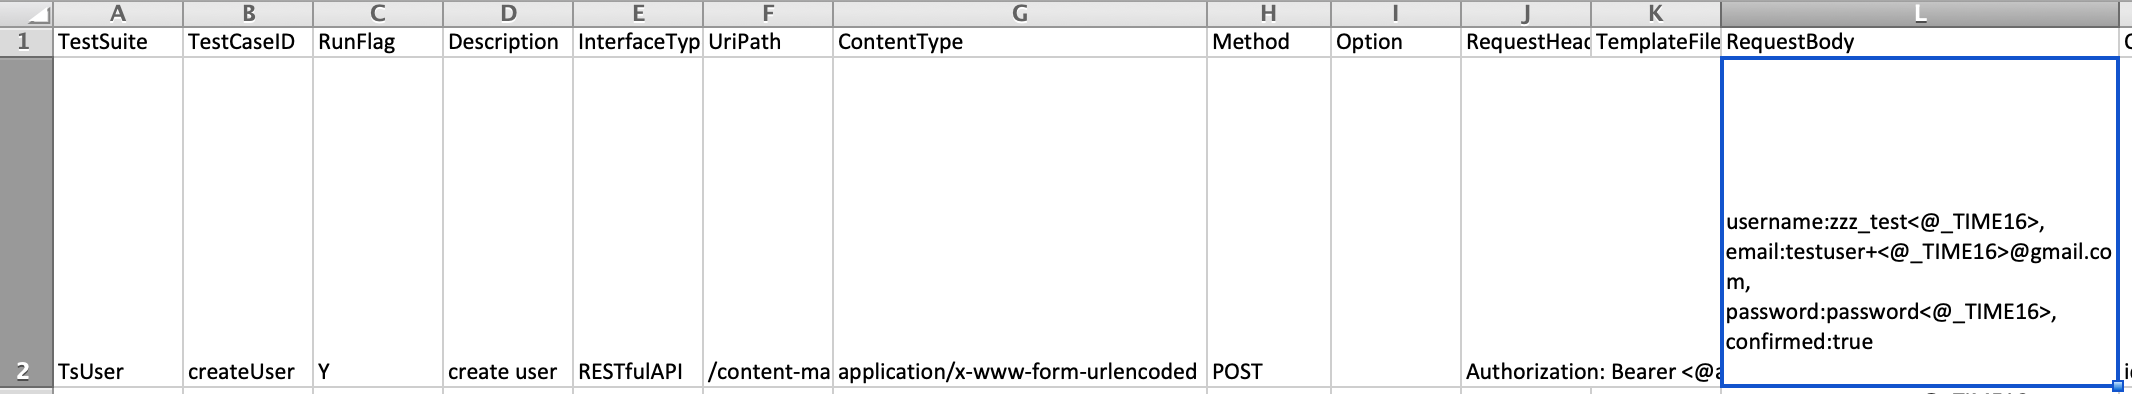 A B C D E F G H I J K L
1 TestSuite TestCaseID RunFlag Description InterfaceTyp UriPath ContentType Method Option RequestHead TemplateFile RequestBody
username:zzz_test<@_TIME16>,
email:testuser+<@_TIME16>@gmail.co
m,
password:password<@_TIME16>,
confirmed:true
2 TsUser createUser Y create user RESTfulAPI /content-ma application/x-www-form-urlencoded POST Authorization: Bearer <@a